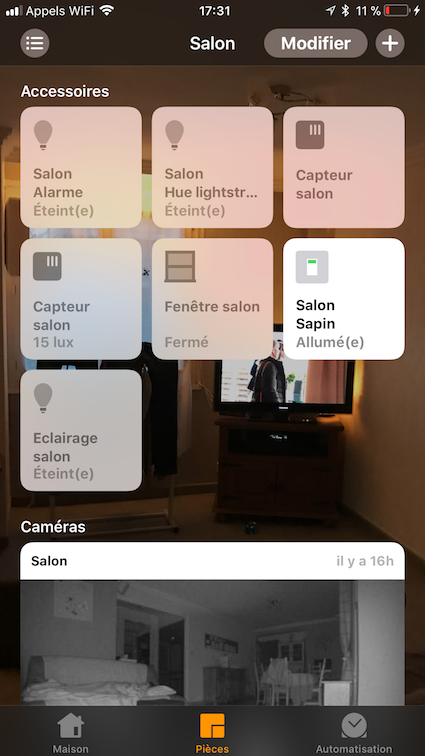 Appels WiFi 17:31 11 %
Salon Modifier
Accessoires
Salon
Alarme
Éteint(e)
Salon
Hue lightstr...
Éteint(e)
Capteur
salon
Capteur
salon
15 lux
Fenêtre salon
Fermé
Salon
Sapin
Allumé(e)
Eclairage
salon
Éteint(e)
Caméras
Salon il y a 16h
Maison Pièces Automatisation